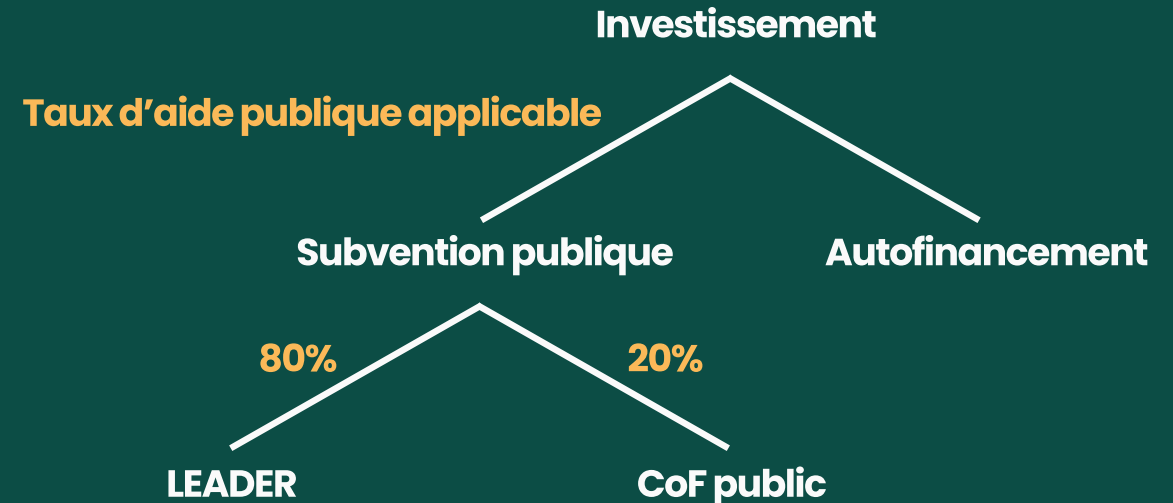 Investissement
Taux d’aide publique applicable
Subvention publique
Autofinancement
80%
20%
LEADER
CoF public